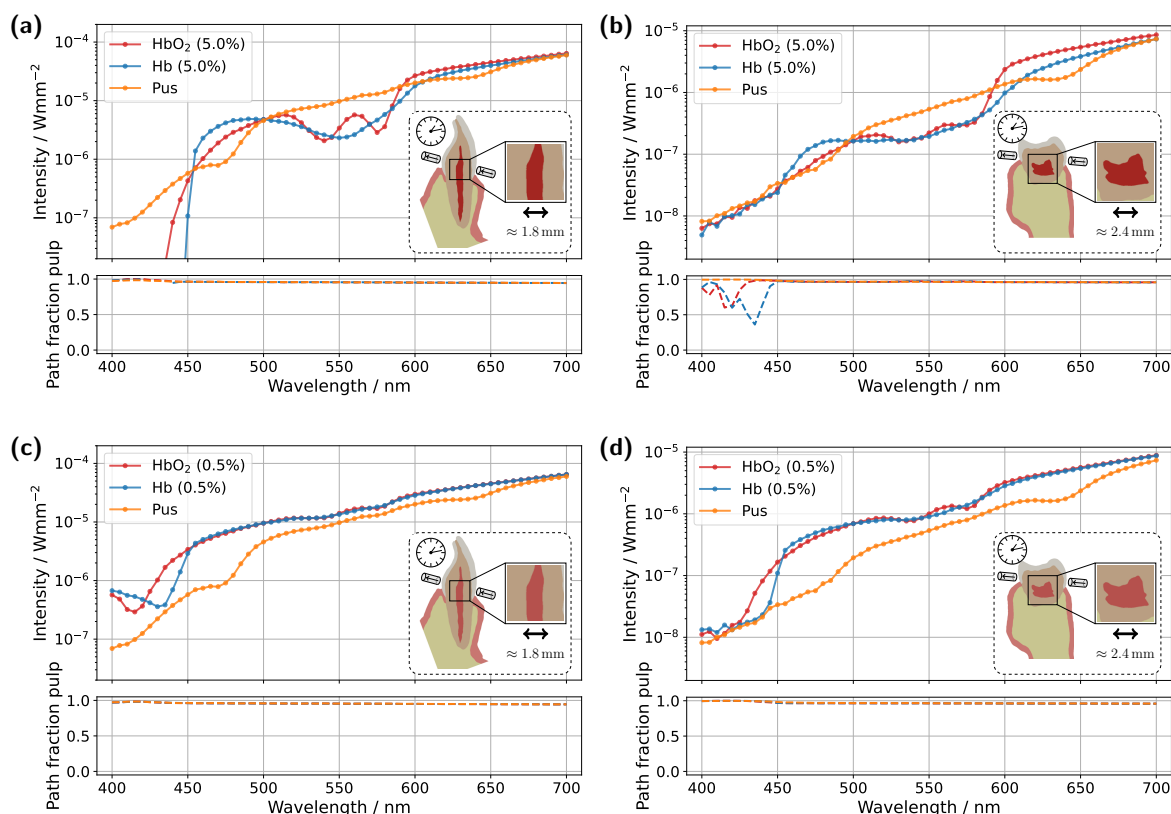 (a)
10⁻⁴
10⁻⁵
10⁻⁶
10⁻⁷
Intensity / Wmm⁻²
HbO₂ (5.0%)
Hb (5.0%)
Pus
≈ 1.8 mm
1.0
0.5
0.0
Path fraction pulp
400 450 500 550 600 650 700
Wavelength / nm
(b)
10⁻⁵
10⁻⁶
10⁻⁷
10⁻⁸
Intensity / Wmm⁻²
HbO₂ (5.0%)
Hb (5.0%)
Pus
≈ 2.4 mm
1.0
0.5
0.0
Path fraction pulp
400 450 500 550 600 650 700
Wavelength / nm
(c)
10⁻⁴
10⁻⁵
10⁻⁶
10⁻⁷
Intensity / Wmm⁻²
HbO₂ (0.5%)
Hb (0.5%)
Pus
≈ 1.8 mm
1.0
0.5
0.0
Path fraction pulp
400 450 500 550 600 650 700
Wavelength / nm
(d)
10⁻⁵
10⁻⁶
10⁻⁷
10⁻⁸
Intensity / Wmm⁻²
HbO₂ (0.5%)
Hb (0.5%)
Pus
≈ 2.4 mm
1.0
0.5
0.0
Path fraction pulp
400 450 500 550 600 650 700
Wavelength / nm